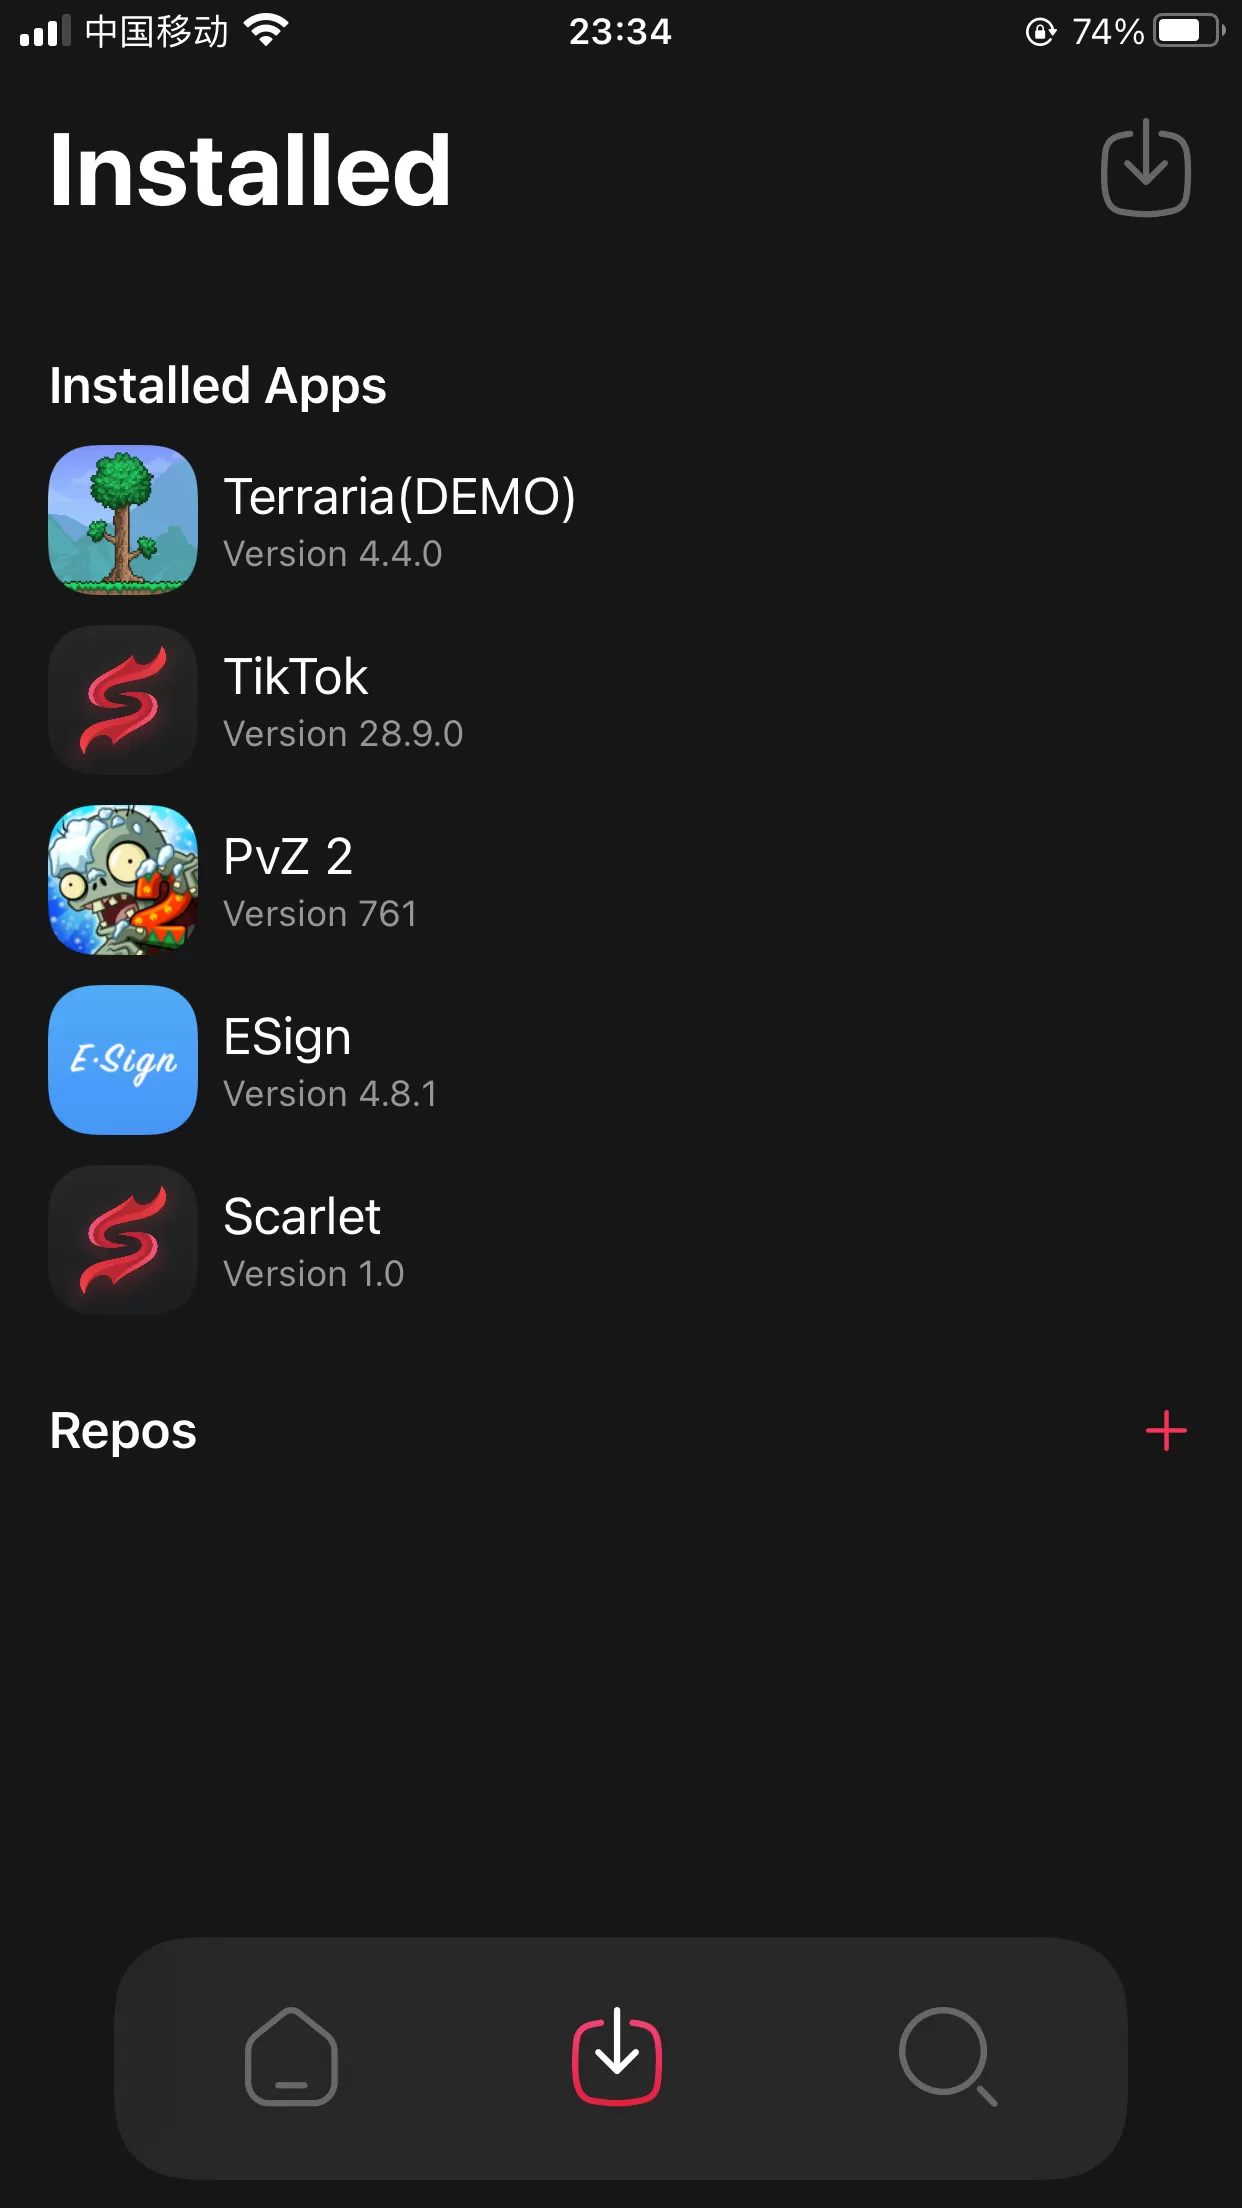 中国移动 23:34 74%
Installed
Installed Apps
Terraria(DEMO)
Version 4.4.0
TikTok
Version 28.9.0
2
PvZ 2
Version 761
E·Sign
ESign
Version 4.8.1
Scarlet
Version 1.0
Repos